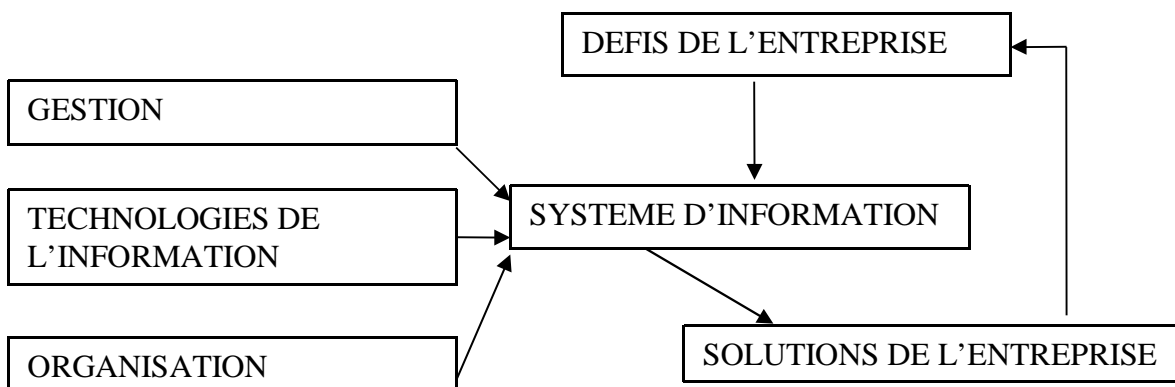 DEFIS DE L’ENTREPRISE
GESTION
TECHNOLOGIES DE
L’INFORMATION
SYSTEME D’INFORMATION
ORGANISATION
SOLUTIONS DE L’ENTREPRISE